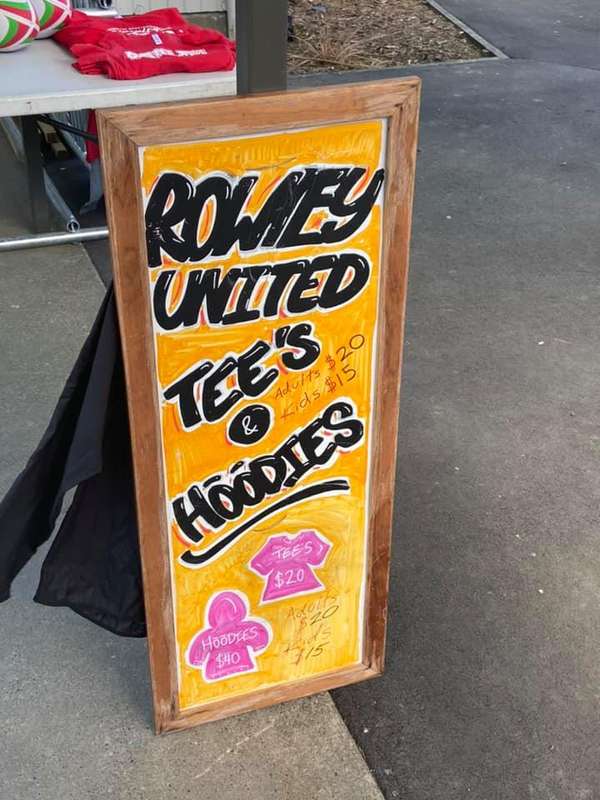 ROWLEY
UNITED
TEE'S
Adults $20
Kids $15
&
HOODIES
TEE'S
$20
HOODIES
$40
Adults
$20
Kids
$15